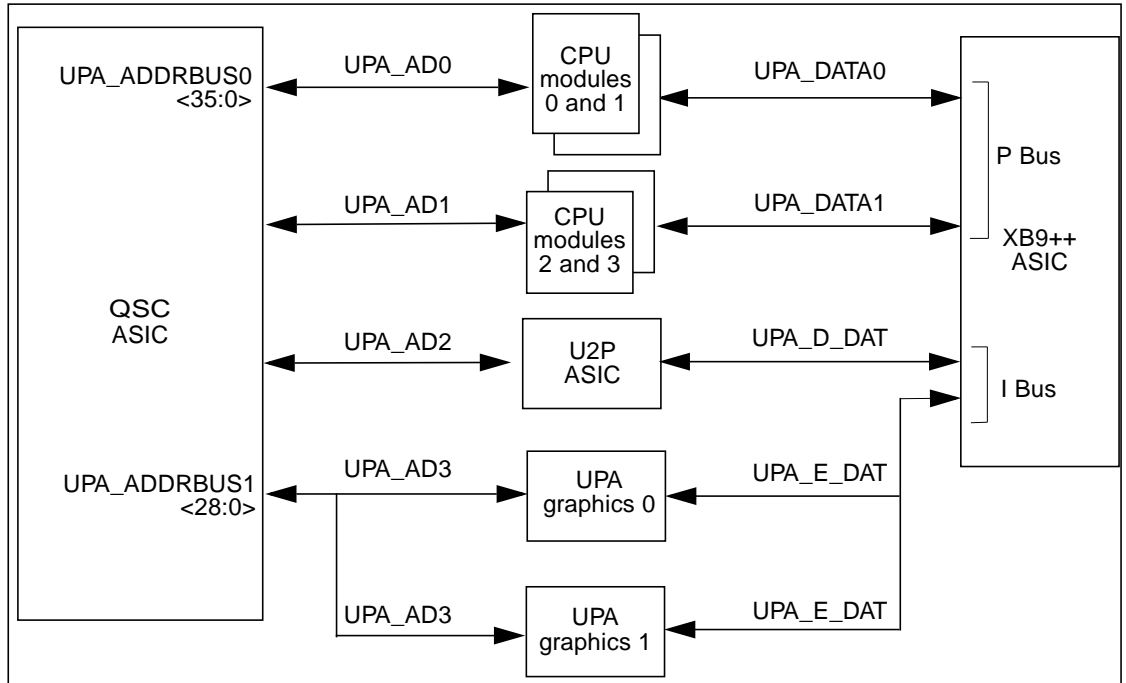 UPA_ADDRBUS0
<35:0>
UPA_AD0
CPU
modules
0 and 1
UPA_DATA0
P Bus
UPA_AD1
CPU
modules
2 and 3
UPA_DATA1
XB9++
ASIC
QSC
ASIC
UPA_AD2
U2P
ASIC
UPA_D_DAT
I Bus
UPA_ADDRBUS1
<28:0>
UPA_AD3
UPA
graphics 0
UPA_E_DAT
UPA_AD3
UPA
graphics 1
UPA_E_DAT